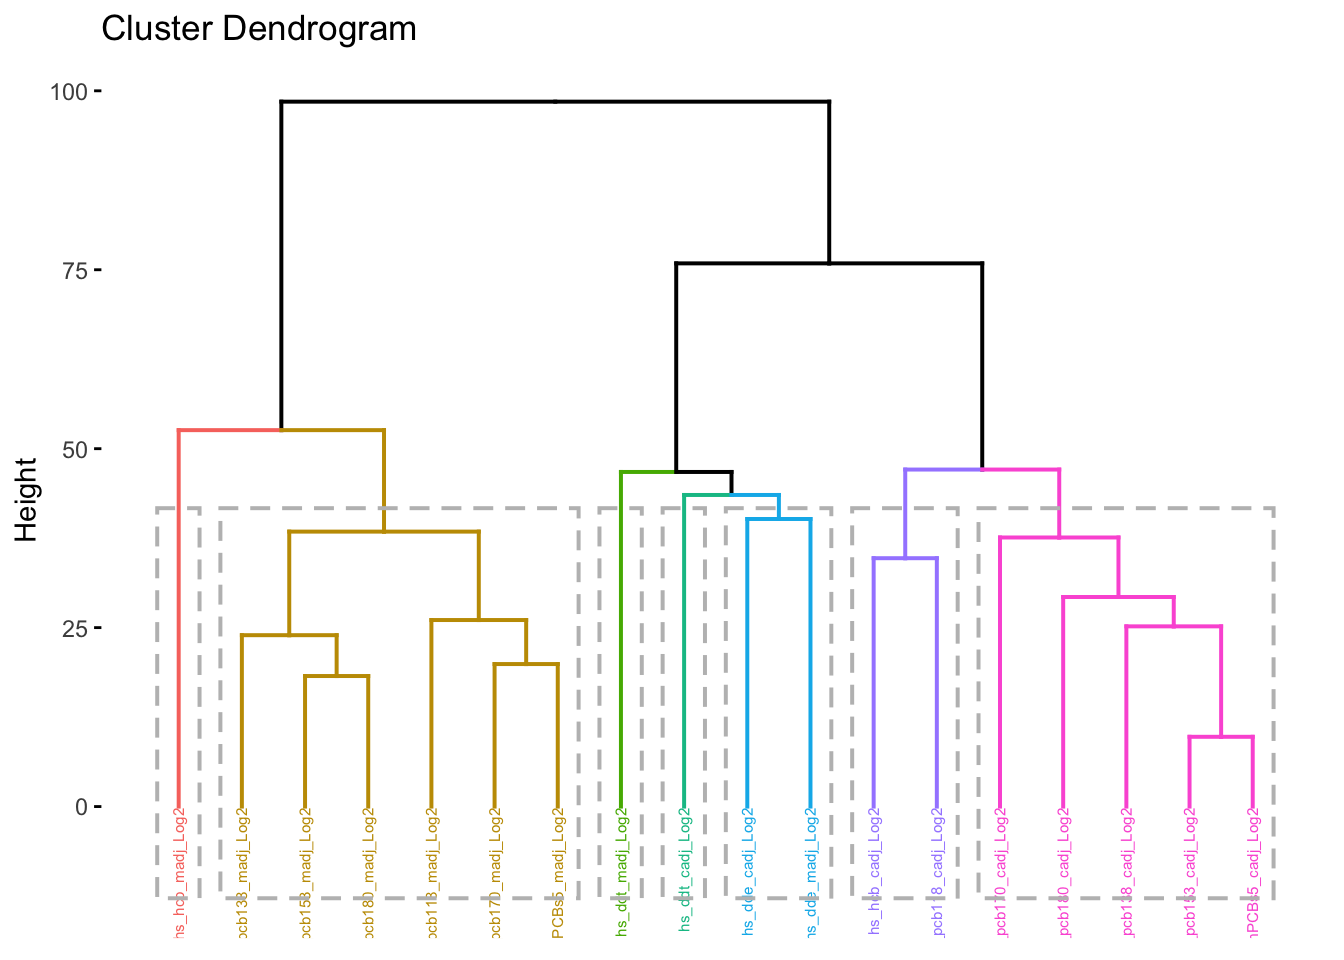 Cluster Dendrogram
Height
100
75
50
25
0
hs_hcb_madj_Log2
pcb138_madj_Log2
pcb153_madj_Log2
pcb180_madj_Log2
pcb118_madj_Log2
pcb170_madj_Log2
PCBs5_madj_Log2
hs_ddt_madj_Log2
hs_ddt_cadj_Log2
hs_dde_cadj_Log2
hs_dde_madj_Log2
hs_hcb_cadj_Log2
pcb118_cadj_Log2
pcb170_cadj_Log2
pcb180_cadj_Log2
pcb138_cadj_Log2
pcb153_cadj_Log2
PCBs5_cadj_Log2